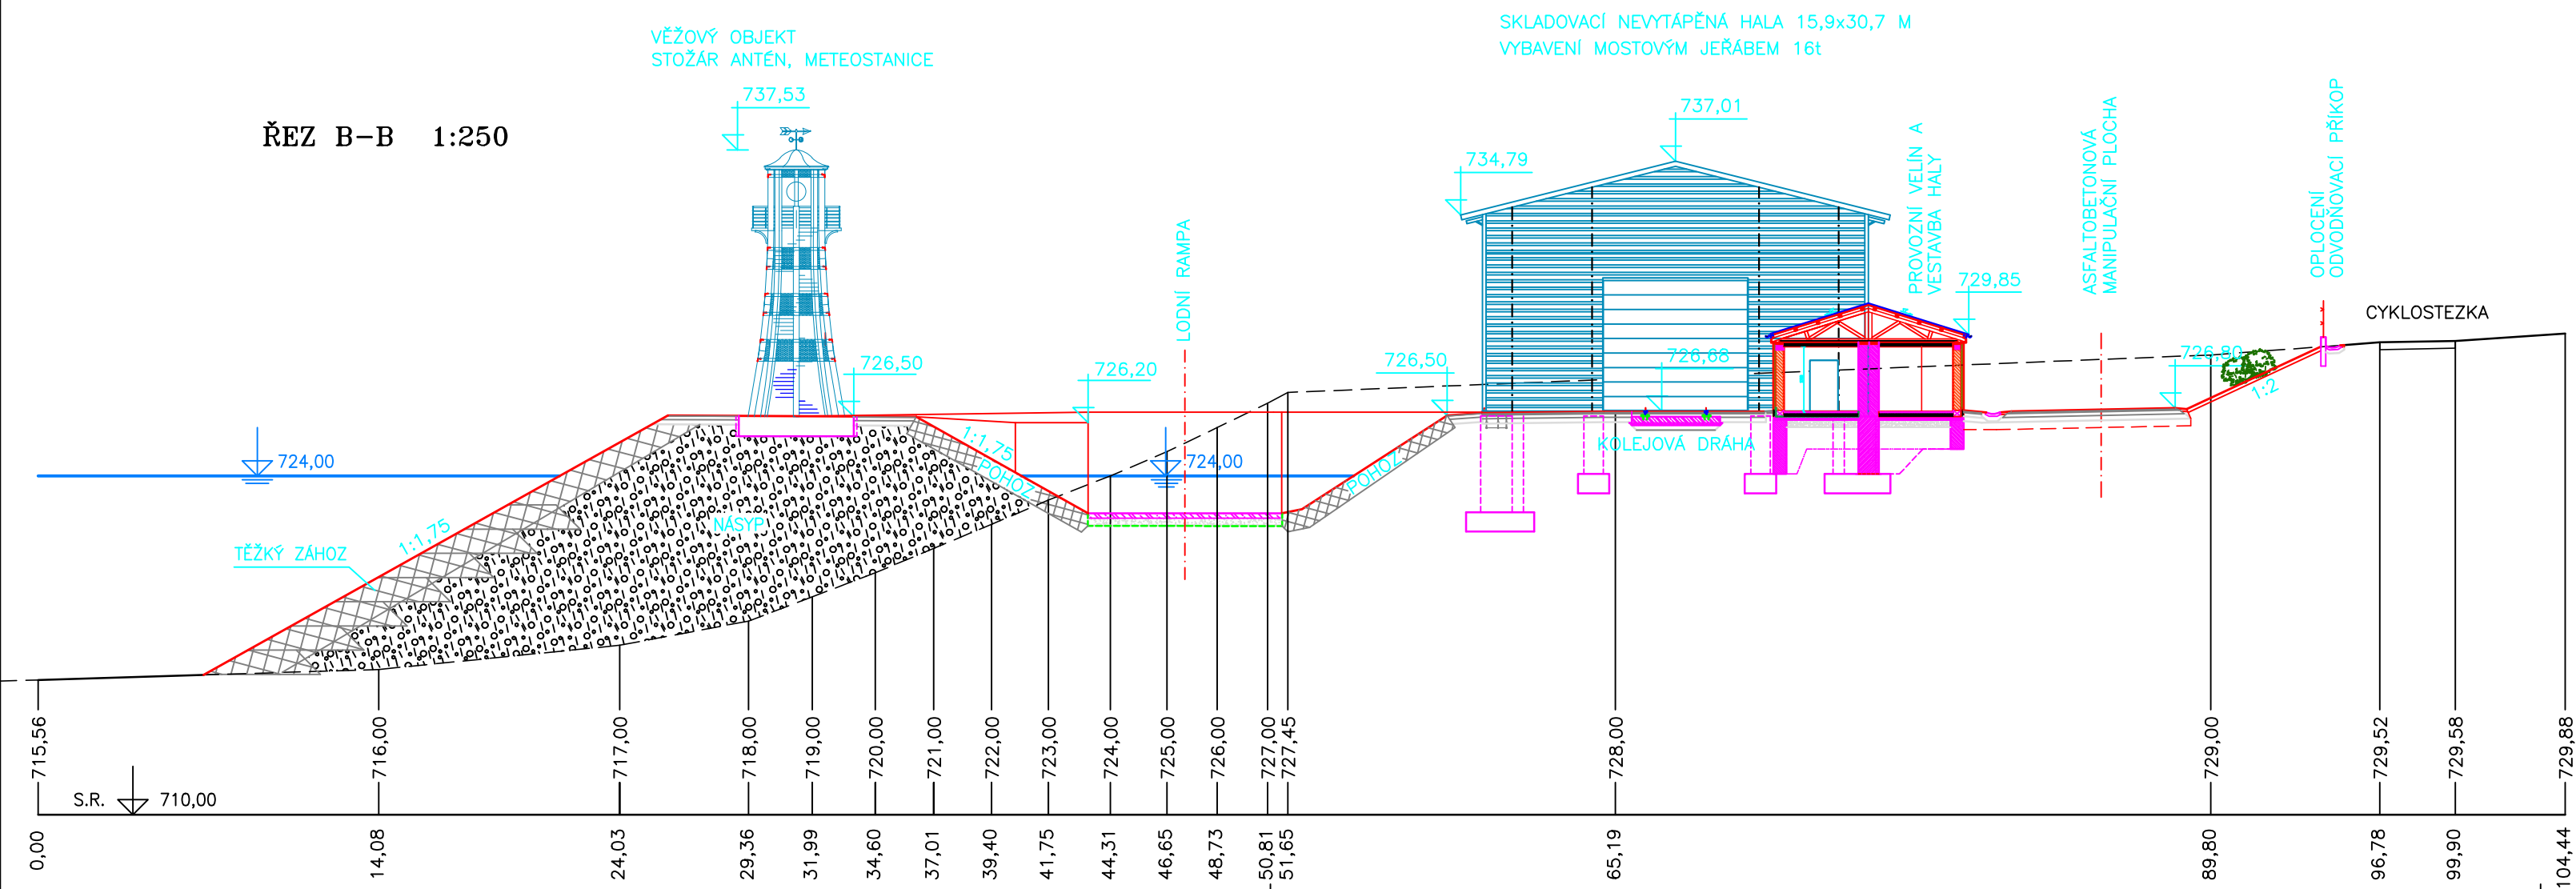 SKLADOVACÍ NEVYTÁPĚNÁ HALA 15,9x30,7 M
VYBAVENÍ MOSTOVÝM JEŘÁBEM 16t
VĚŽOVÝ OBJEKT
STOŽÁR ANTÉN, METEOSTANICE
737,53
737,01
ŘEZ B-B 1:250
734,79
LODNÍ RAMPA
PROVOZNÍ VELÍN A
VESTAVBA HALY
ASFALTOBETONOVÁ
MANIPULAČNÍ PLOCHA
OPLOCENÍ
ODVODŇOVACÍ PŘÍKOP
729,85
CYKLOSTEZKA
726,50
726,20
726,50
726,68
726,80
1:2
1:1,75
POHOZ
POHOZ
KOLEJOVÁ DRÁHA
724,00
724,00
NÁSYP
1:1,75
TĚŽKÝ ZÁHOZ
715,56
716,00
717,00
718,00
719,00
720,00
721,00
722,00
723,00
724,00
725,00
726,00
727,00
727,45
728,00
729,00
729,52
729,58
729,88
S.R. 710,00
0,00
14,08
24,03
29,36
31,99
34,60
37,01
39,40
41,75
44,31
46,65
48,73
50,81
51,65
65,19
89,80
96,78
99,90
104,44